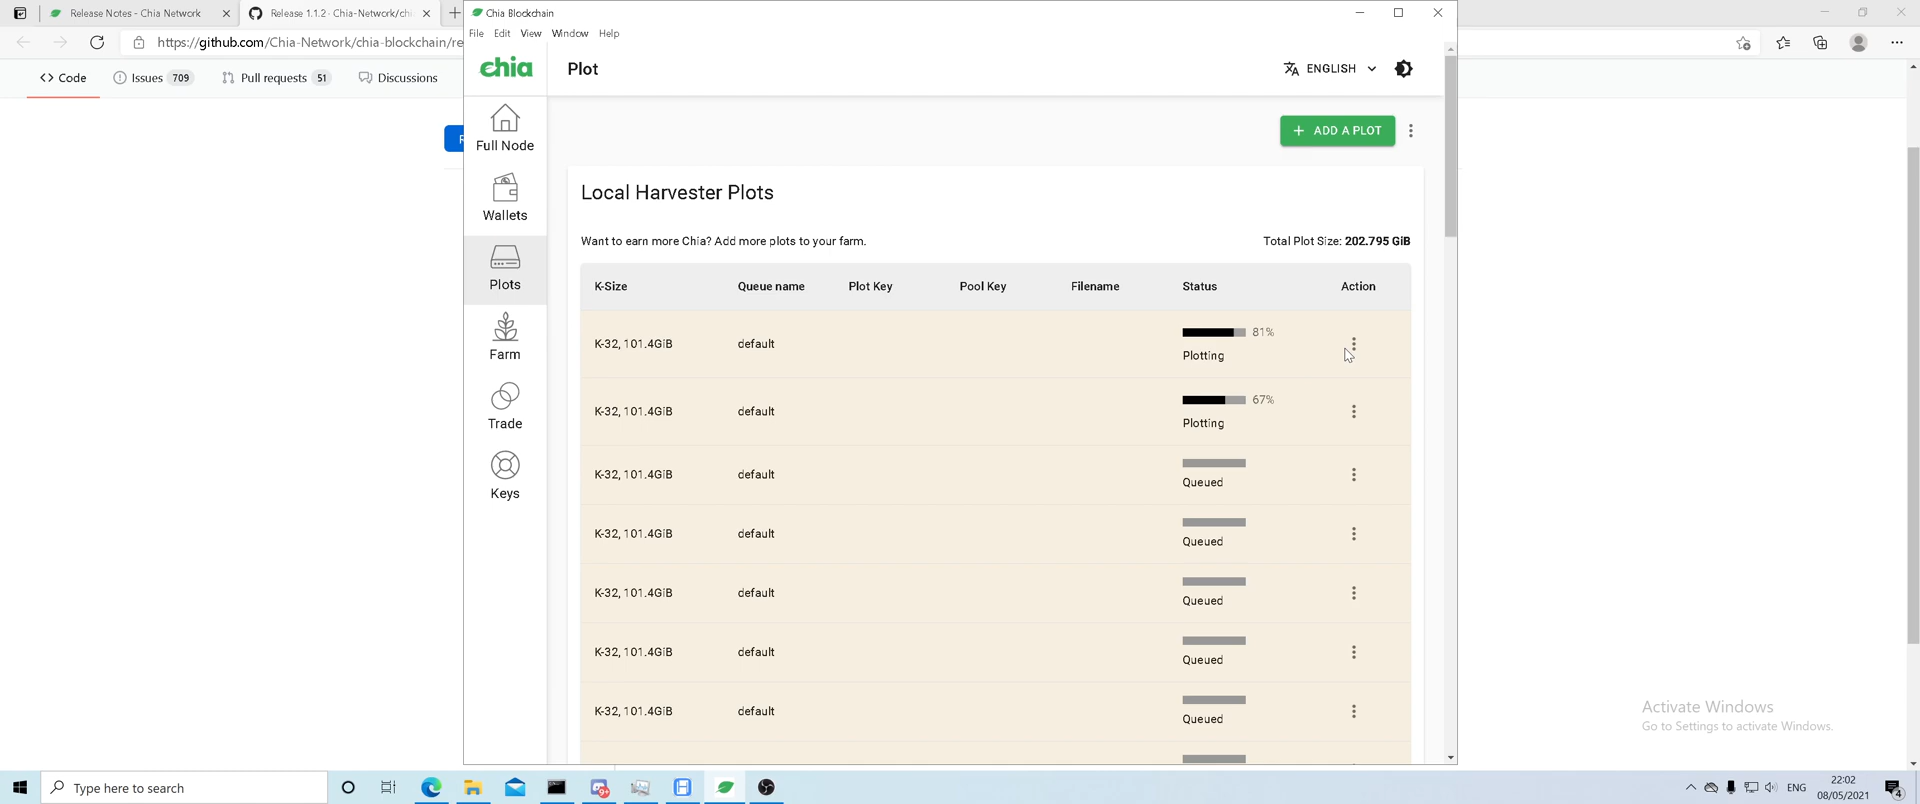 Release Notes - Chia Network
Release 1.1.2 · Chia-Network/chi
Chia Blockchain
https://github.com/Chia-Network/chia-blockchain/re
File Edit View Window Help
Code
Issues 709
Pull requests 51
Discussions
chia
Plot
ENGLISH
Full Node
Wallets
Plots
Farm
Trade
Keys
ADD A PLOT
Local Harvester Plots
Want to earn more Chia? Add more plots to your farm.
Total Plot Size: 202.795 GiB
K-Size Queue name Plot Key Pool Key Filename Status Action
K-32, 101.4GiB default 81%
Plotting
K-32, 101.4GiB default 67%
Plotting
K-32, 101.4GiB default Queued
K-32, 101.4GiB default Queued
K-32, 101.4GiB default Queued
K-32, 101.4GiB default Queued
K-32, 101.4GiB default Queued
Activate Windows
Go to Settings to activate Windows.
Type here to search
9+
ENG
22:02
08/05/2021
4